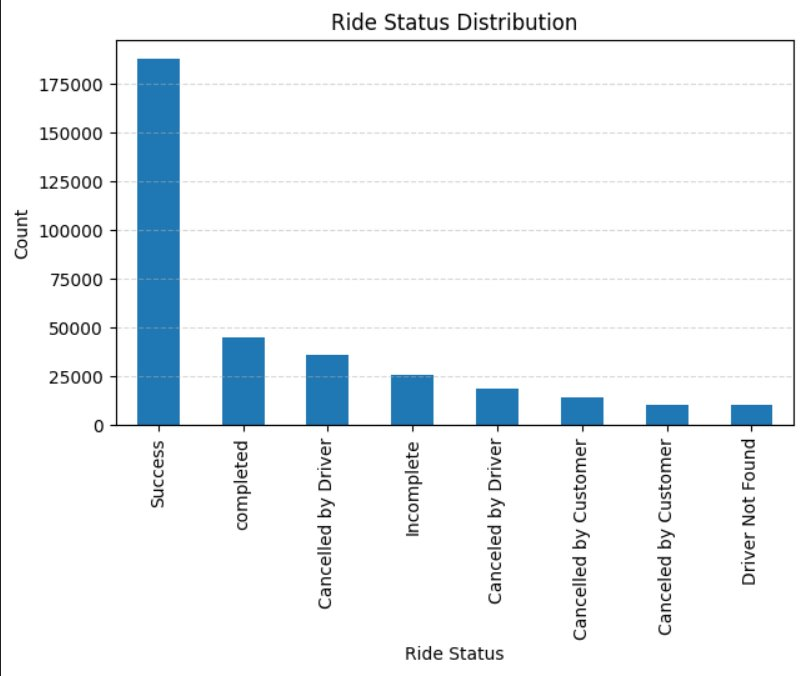 Ride Status Distribution
Count
175000
150000
125000
100000
75000
50000
25000
0
Success
completed
Cancelled by Driver
Incomplete
Canceled by Driver
Cancelled by Customer
Canceled by Customer
Driver Not Found
Ride Status